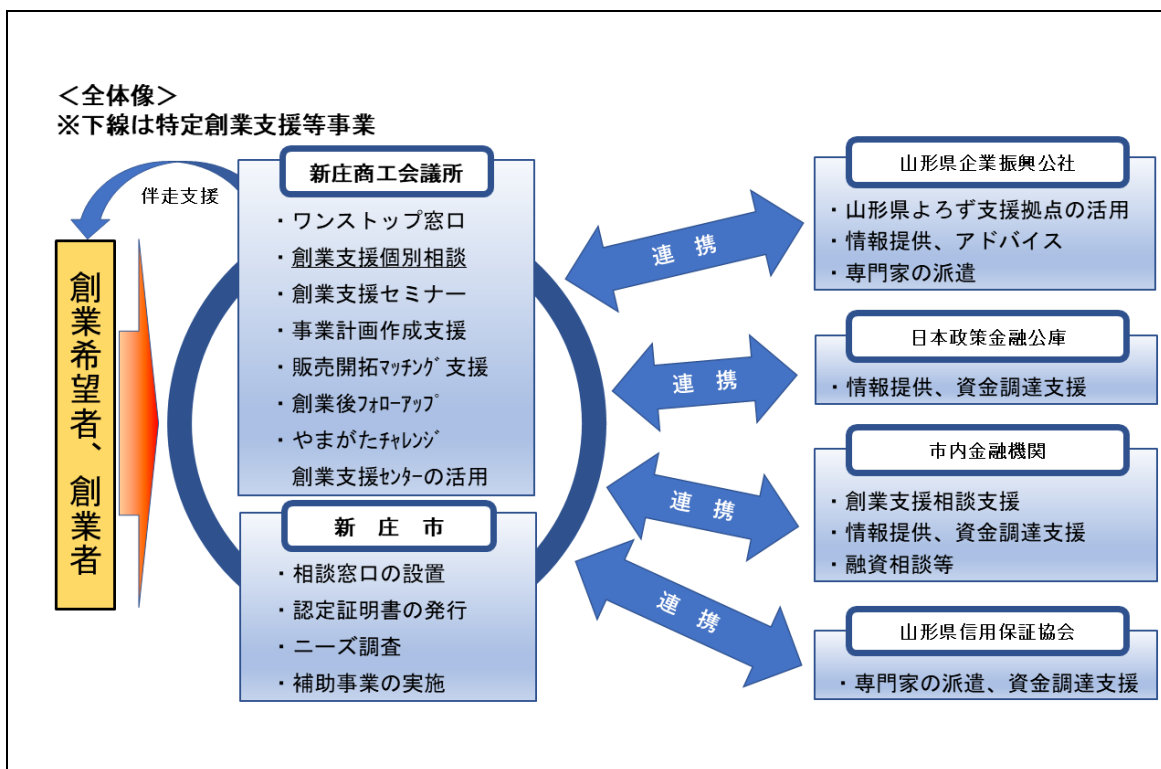 ＜全体像＞
※下線は特定創業支援等事業
伴走支援
創業希望者、創業者
新庄商工会議所
・ワンストップ窓口
・創業支援個別相談
・創業支援セミナー
・事業計画作成支援
・販売開拓ﾏｯﾁﾝｸﾞ支援
・創業後ﾌｫﾛｰｱｯﾌﾟ
・やまがたﾁｬﾚﾝｼﾞ
創業支援ｾﾝﾀｰの活用
新 庄 市
・相談窓口の設置
・認定証明書の発行
・ニーズ調査
・補助事業の実施
連 携
連 携
連 携
連 携
山形県企業振興公社
・山形県よろず支援拠点の活用
・情報提供、アドバイス
・専門家の派遣
日本政策金融公庫
・情報提供、資金調達支援
市内金融機関
・創業支援相談支援
・情報提供、資金調達支援
・融資相談等
山形県信用保証協会
・専門家の派遣、資金調達支援